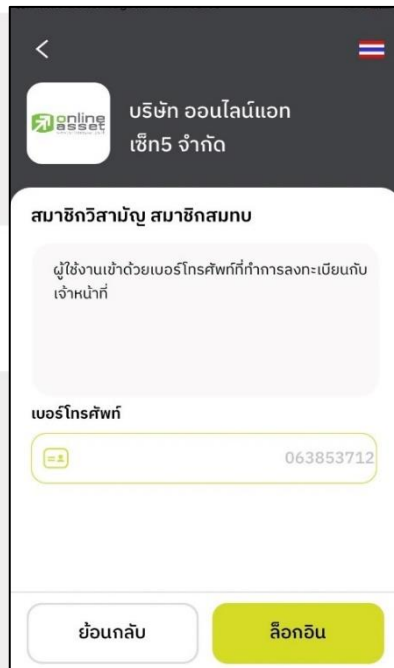 online
asset
บริษัท ออนไลน์แอท
เซ็ท5 จำกัด
สมาชิกวิสามัญ สมาชิกสมทบ
ผู้ใช้งานเข้าด้วยเบอร์โทรศัพท์ที่ทำการลงทะเบียนกับ
เจ้าหน้าที่
เบอร์โทรศัพท์
063853712
ย้อนกลับ
ล็อกอิน